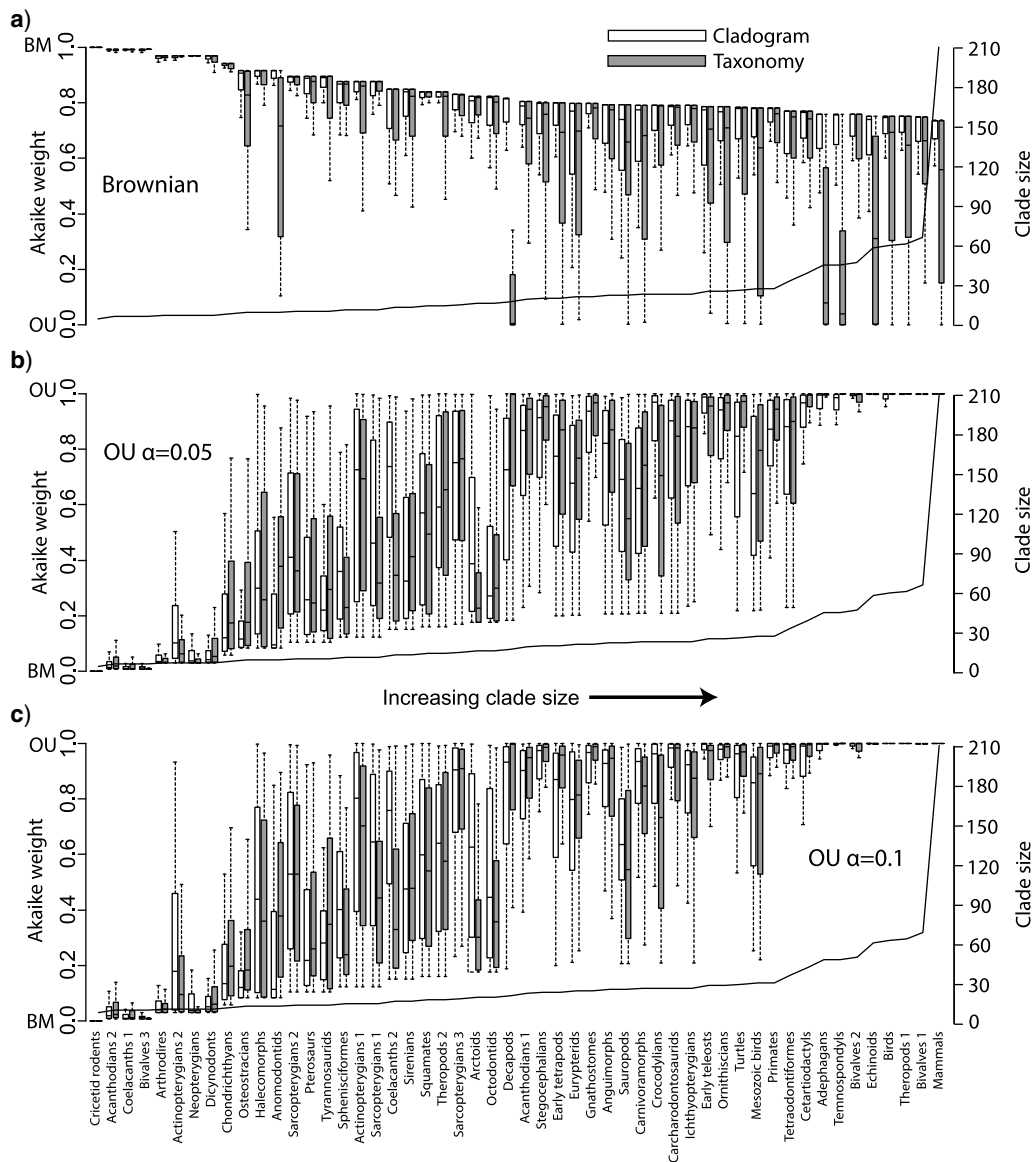 a)
BM
1.0
0.8
0.6
0.4
0.2
0.0
OU
Akaike weight
Brownian
Cladogram
Taxonomy
210
180
150
120
90
60
30
0
Clade size
b)
OU
1.0
0.8
0.6
0.4
0.2
0.0
BM
Akaike weight
OU α=0.05
210
180
150
120
90
60
30
0
Clade size
Increasing clade size
c)
OU
1.0
0.8
0.6
0.4
0.2
0.0
BM
Akaike weight
OU α=0.1
210
180
150
120
90
60
30
0
Clade size
Cricetid rodents
Acanthodians 2
Coelacanths 1
Bivalves 3
Arthrodires
Actinopterygians 2
Neopterygians
Dicynodonts
Chondrichthyans
Osteostracians
Halecomorphs
Anomodontids
Sarcopterygians 2
Pterosaurs
Tyrannosaurids
Sphenisciformes
Actinopterygians 1
Sarcopterygians 1
Coelacanths 2
Sirenians
Squamates
Theropods 2
Sarcopterygians 3
Arctoids
Octodontids
Decapods
Acanthodians 1
Stegocephalians
Early tetrapods
Eurypterids
Gnathostomes
Anguimorphs
Sauropods
Carnivoramorphs
Crocodylians
Carcharodontosaurids
Ichthyopterygians
Early teleosts
Ornithiscians
Turtles
Mesozoic birds
Primates
Tetraodontiformes
Cetartiodactyls
Adephagans
Temnospondyls
Bivalves 2
Echinoids
Birds
Theropods 1
Bivalves 1
Mammals